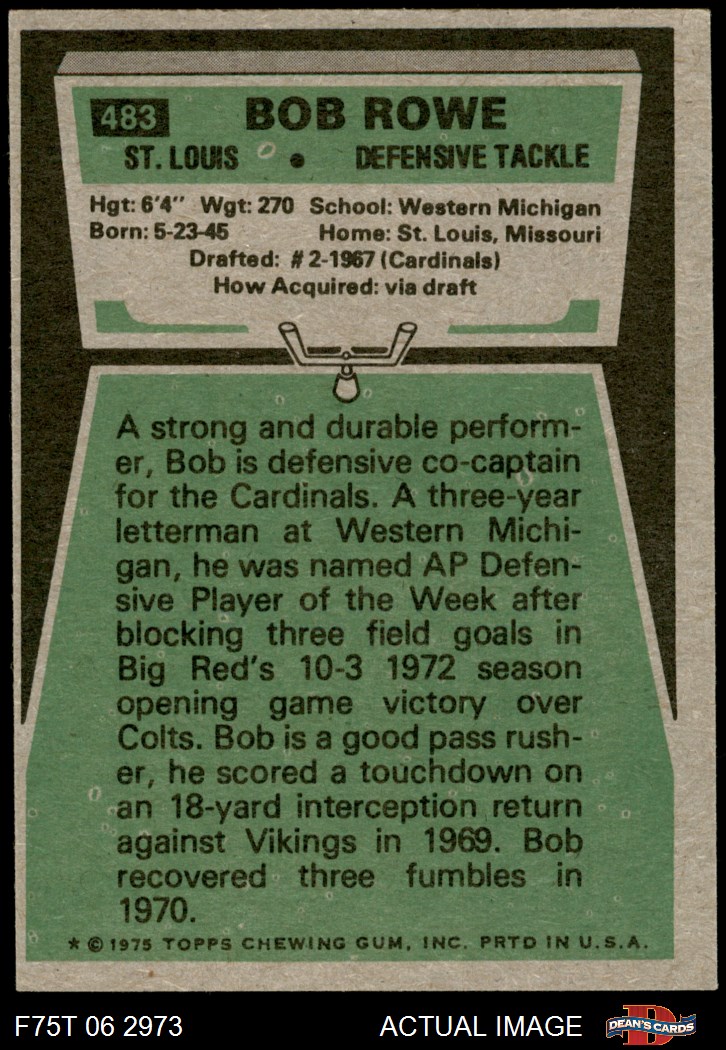 483 BOB ROWE
ST. LOUIS • DEFENSIVE TACKLE
Hgt: 6'4" Wgt: 270 School: Western Michigan
Born: 5-23-45 Home: St. Louis, Missouri
Drafted: #2-1967 (Cardinals)
How Acquired: via draft
A strong and durable perform-
er, Bob is defensive co-captain
for the Cardinals. A three-year
letterman at Western Michi-
gan, he was named AP Defen-
sive Player of the Week after
blocking three field goals in
Big Red's 10-3 1972 season
opening game victory over
Colts. Bob is a good pass rush-
er, he scored a touchdown on
an 18-yard interception return
against Vikings in 1969. Bob
recovered three fumbles in
1970.
* © 1975 TOPPS CHEWING GUM, INC. PRTD IN U.S.A.
F75T 06 2973 ACTUAL IMAGE D DEAN'S CARDS